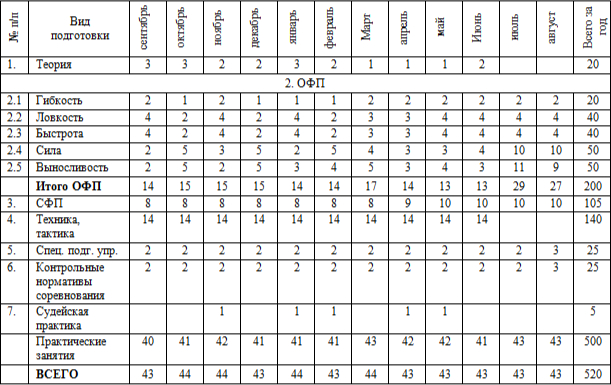 № п/п Вид подготовки сентябрь октябрь ноябрь декабрь январь февраль Март апрель май Июнь июль август Всего за год
1. Теория 3 3 2 2 3 2 1 1 1 2 20
2. ОФП
2.1 Гибкость 2 1 2 1 1 1 2 2 2 2 2 2 20
2.2 Ловкость 4 2 4 2 4 2 3 3 4 4 4 4 40
2.3 Быстрота 4 2 4 2 4 2 3 3 4 4 4 4 40
2.4 Сила 2 5 3 5 2 5 4 3 3 4 10 10 50
2.5 Выносливость 2 5 2 5 3 4 5 3 4 3 11 9 50
Итого ОФП 14 15 15 15 14 14 17 14 13 13 29 27 200
3. СФП 8 8 8 8 8 8 8 9 10 10 10 10 105
4. Техника, 14 14 14 14 14 14 14 14 14 14 140
тактика
5. Спец. подг. упр. 2 2 2 2 2 2 2 2 2 2 2 3 25
6. Контрольные 2 2 2 2 2 2 2 2 2 2 2 3 25
нормативы
соревнования
7. Судейская 1 1 1 1 1 5
практика
Практические 40 41 42 41 41 41 43 42 42 41 43 43 500
занятия
ВСЕГО 43 44 44 43 44 43 44 43 43 43 43 43 520